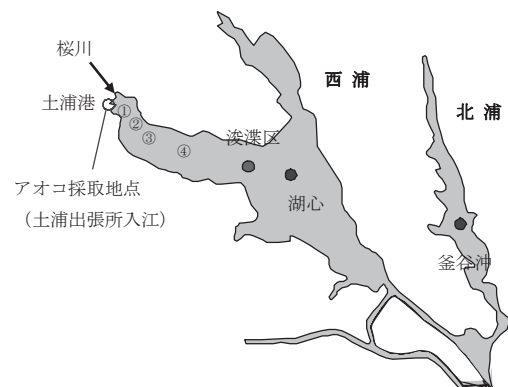 桜川
西浦
土浦港
北浦
①
②
③
④
浚渫区
アオコ採取地点
（土浦出張所入江）
湖心
釜谷沖